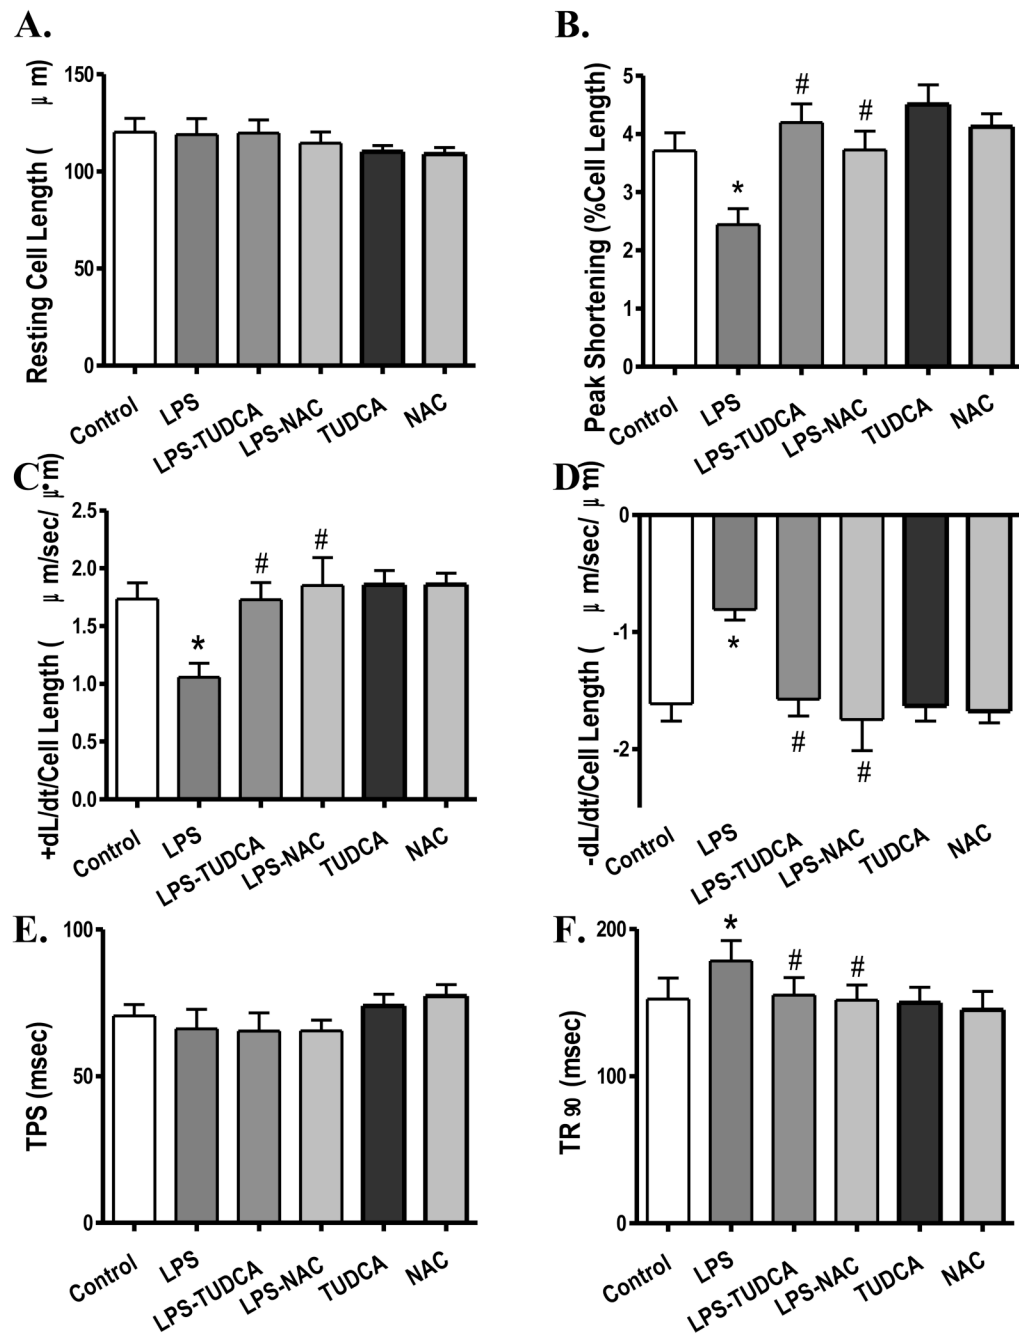 A.
Resting Cell Length ( μ m)
150
100
50
0
Control
LPS
LPS-TUDCA
LPS-NAC
TUDCA
NAC
B.
Peak Shortening (%Cell Length)
5
4
3
2
1
0
*
#
#
Control
LPS
LPS-TUDCA
LPS-NAC
TUDCA
NAC
C.
+dL/dt/Cell Length ( μ m/sec/ μ m)
2.5
2.0
1.5
1.0
0.5
0.0
*
#
#
Control
LPS
LPS-TUDCA
LPS-NAC
TUDCA
NAC
D.
-dL/dt/Cell Length ( μ m/sec/ μ m)
0
-1
-2
*
#
#
Control
LPS
LPS-TUDCA
LPS-NAC
TUDCA
NAC
E.
TPS (msec)
100
50
0
Control
LPS
LPS-TUDCA
LPS-NAC
TUDCA
NAC
F.
TR 90 (msec)
200
100
0
*
#
#
Control
LPS
LPS-TUDCA
LPS-NAC
TUDCA
NAC